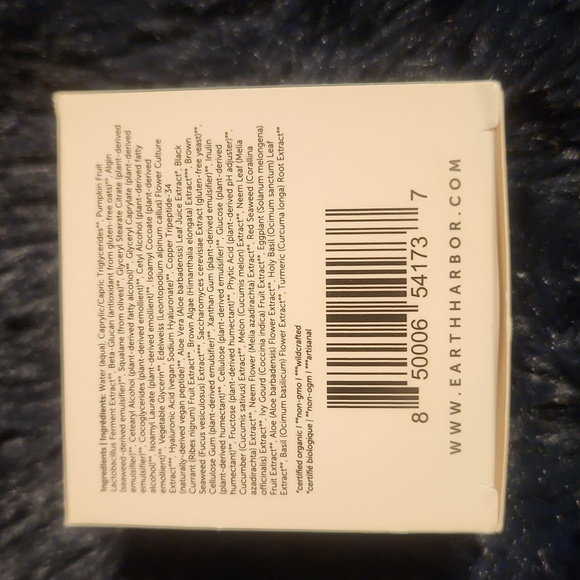 Ingredients | Ingrédients: Water (aqua), Caprylic/Capric Triglycerides**, Pumpkin Fruit
Lactobacillus Ferment Extract**, Beta-Glucan (antioxidant from gluten-free oats)**, Algin
(seaweed-derived emulsifier)**, Squalane (from olives)**, Glyceryl Stearate Citrate (plant-derived
emulsifier)**, Cetearyl Alcohol (plant-derived fatty alcohol)**, Glyceryl Caprylate (plant-derived
emulsifier)**, Cocoglycerides (plant-derived emollient)**, Cetyl Alcohol (plant-derived fatty
alcohol)**, Isoamyl Laurate (plant-derived emollient)**, Isoamyl Cocoate (plant-derived
emollient)**, Vegetable Glycerin**, Edelweiss (Leontopodium alpinum callus) Flower Culture
Extract**, Hyaluronic Acid (vegan Sodium Hyaluronate)**, Copper Tripeptide-34
(naturally-derived vegan peptide)**, Aloe Vera (Aloe barbadensis) Leaf Juice Extract*, Black
Currant (Ribes nigrum) Fruit Extract**, Brown Algae (Himanthalia elongata) Extract***, Brown
Seaweed (Fucus vesiculosus) Extract***, Saccharomyces cerevisiae Extract (gluten-free yeast)**,
Cellulose Gum (plant-derived emulsifier)**, Xanthan Gum (plant-derived emulsifier)**, Inulin
(plant-derived humectant)**, Cellulose (plant-derived emulsifier)**, Glucose (plant-derived
humectant)**, Fructose (plant-derived humectant)**, Phytic Acid (plant-derived pH adjuster)**,
Cucumber (Cucumis sativus) Extract**, Melon (Cucumis melon) Extract**, Neem Leaf (Melia
azadirachta) Extract**, Neem Flower (Melia azadirachta) Extract**, Red Seaweed (Corallina
officinalis) Extract**, Ivy Gourd (Coccinia indica) Fruit Extract**, Eggplant (Solanum melongena)
Fruit Extract**, Aloe (Aloe barbadensis) Flower Extract**, Holy Basil (Ocimum sanctum) Leaf
Extract**, Basil (Ocimum basilicum) Flower Extract**, Turmeric (Curcuma longa) Root Extract**
*certified organic | **non-gmo | ***wildcrafted
*certifié biologique | **non-ogm | ***artisanal
8 50006 54173 7
WWW.EARTHHARBOR.COM